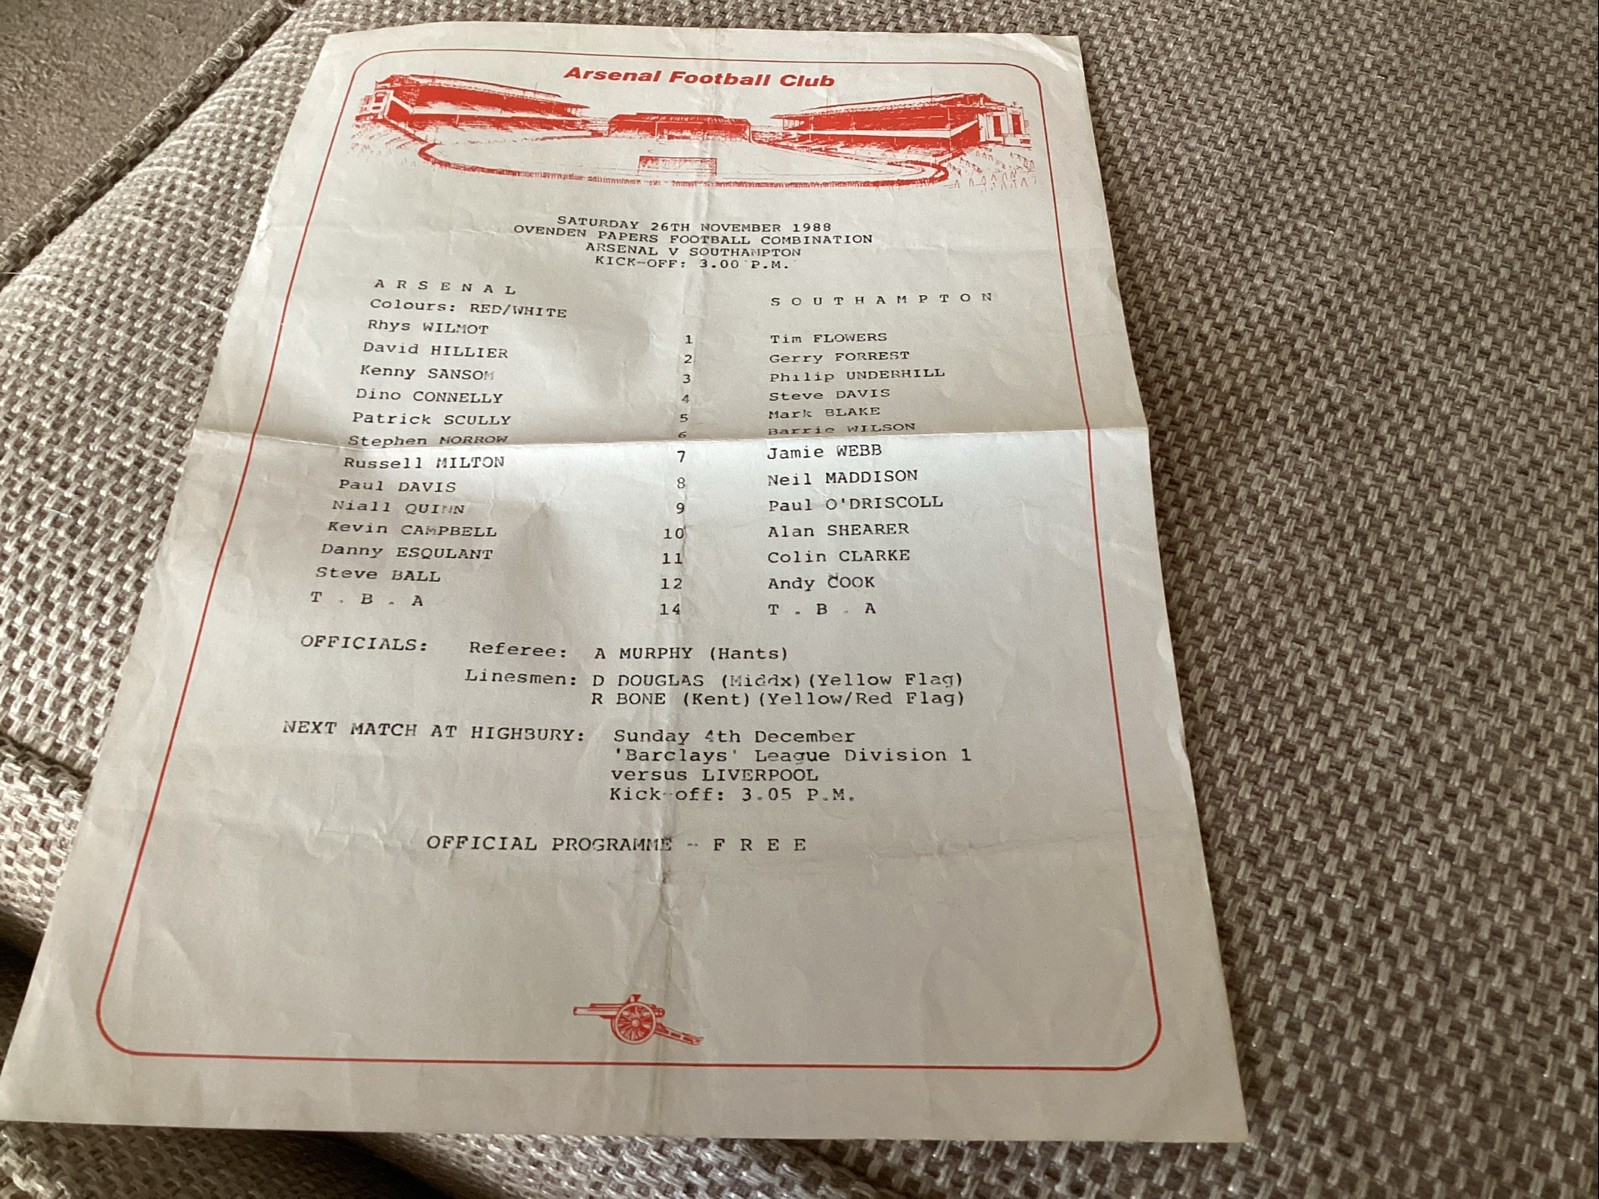 Arsenal Football Club
SATURDAY 26TH NOVEMBER 1988
OVENDEN PAPERS FOOTBALL COMBINATION
ARSENAL V SOUTHAMPTON
KICK-OFF: 3.00 P.M.
A R S E N A L S O U T H A M P T O N
Colours: RED/WHITE
Rhys WILMOT 1 Tim FLOWERS
David HILLIER 2 Gerry FORREST
Kenny SANSOM 3 Philip UNDERHILL
Dino CONNELLY 4 Steve DAVIS
Patrick SCULLY 5 Mark BLAKE
Stephen MORROW 6 Barrie WILSON
Russell MILTON 7 Jamie WEBB
Paul DAVIS 8 Neil MADDISON
Niall QUINN 9 Paul O'DRISCOLL
Kevin CAMPBELL 10 Alan SHEARER
Danny ESQULANT 11 Colin CLARKE
Steve BALL 12 Andy COOK
T . B . A 14 T . B . A
OFFICIALS: Referee: A MURPHY (Hants)
Linesmen: D DOUGLAS (Middx) (Yellow Flag)
R BONE (Kent) (Yellow/Red Flag)
NEXT MATCH AT HIGHBURY: Sunday 4th December
'Barclays' League Division 1
versus LIVERPOOL
Kick-off: 3.05 P.M.
OFFICIAL PROGRAMME - F R E E